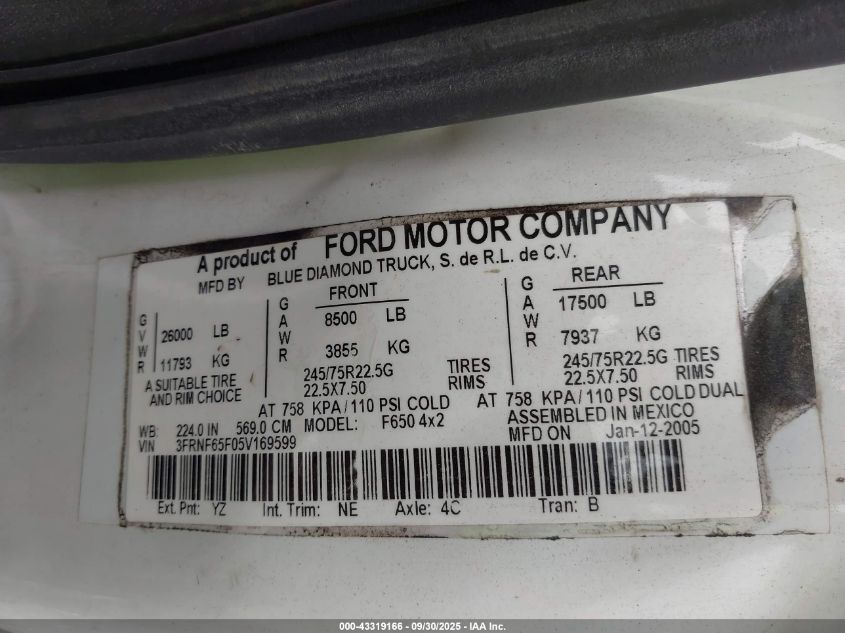 A product of FORD MOTOR COMPANY
MFD BY BLUE DIAMOND TRUCK, S. de R.L. de C.V.
GVWR 26000 LB 11793 KG
A SUITABLE TIRE AND RIM CHOICE
FRONT
GAWR 8500 LB 3855 KG
245/75R22.5G TIRES
22.5X7.50 RIMS
AT 758 KPA/110 PSI COLD
REAR
GAWR 17500 LB 7937 KG
245/75R22.5G TIRES
22.5X7.50 RIMS
AT 758 KPA/110 PSI COLD DUAL
WB: 224.0 IN 569.0 CM MODEL: F650 4x2 ASSEMBLED IN MEXICO
VIN 3FRNF65F05V169599 MFD ON Jan-12-2005
Ext. Pnt: YZ Int. Trim: NE Axle: 4C Tran: B
000-43319166 - 09/30/2025 - IAA Inc.